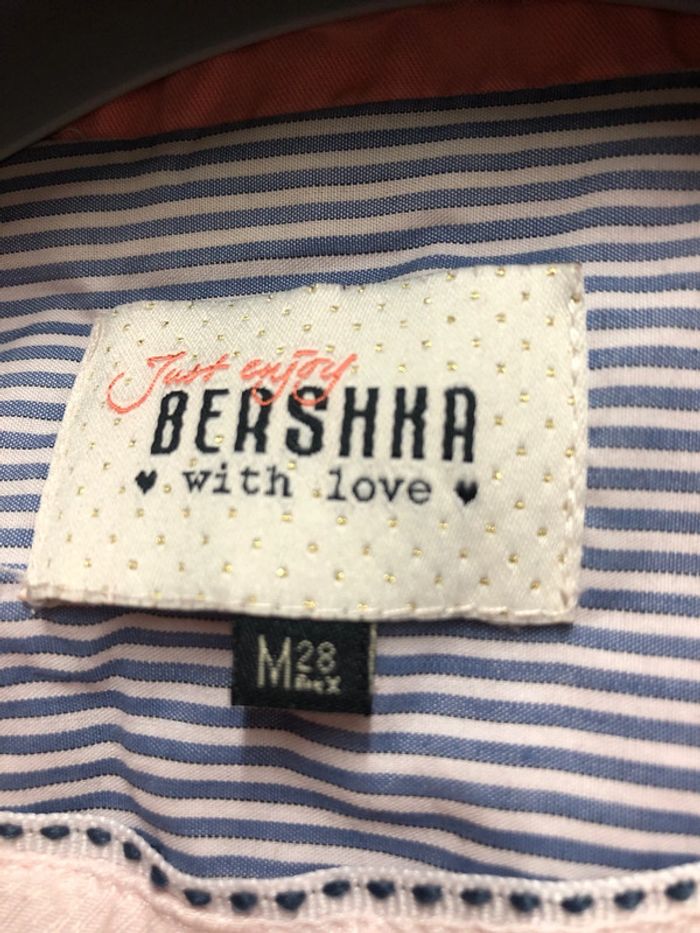 Just enjoy
BERSHKA
♥ with love ♥
M 28
MEX